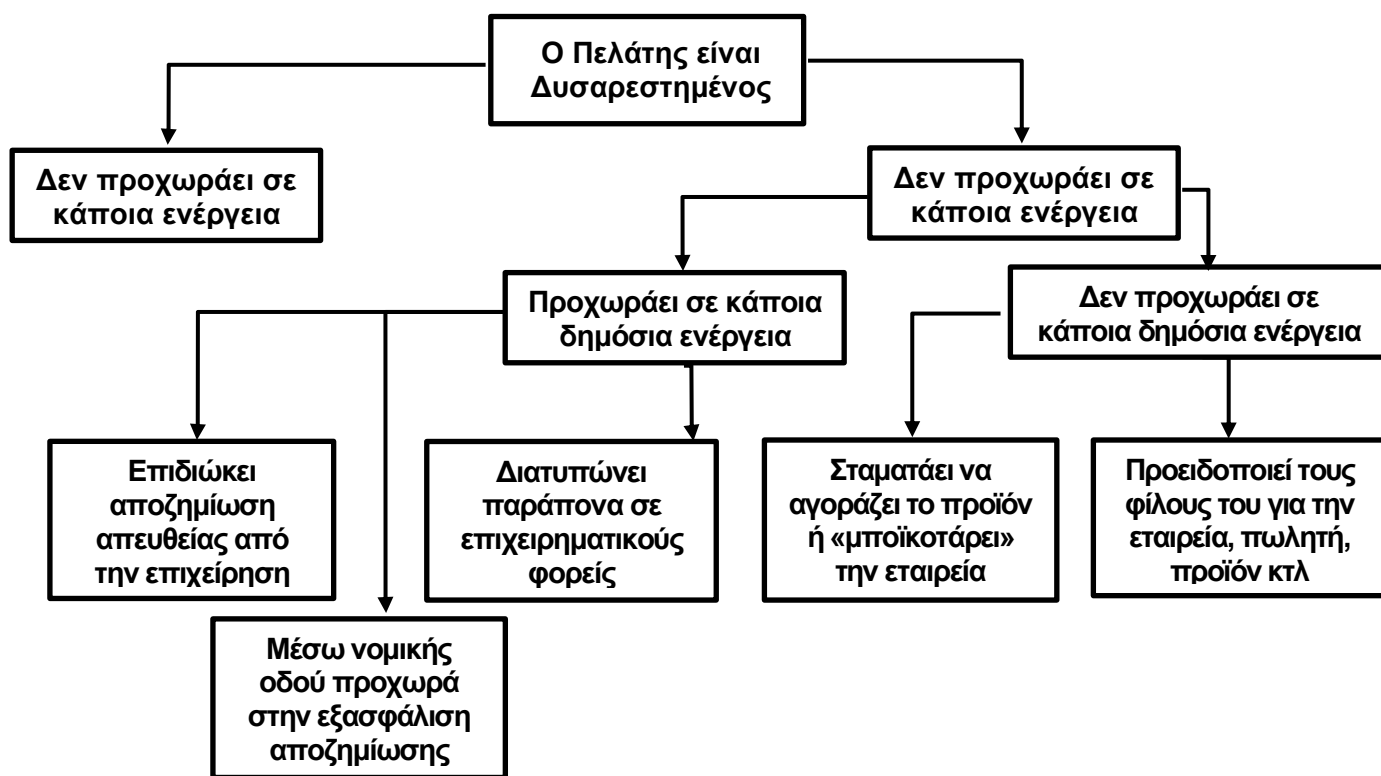 Ο Πελάτης είναι
Δυσαρεστημένος
Δεν προχωράει σε
κάποια ενέργεια
Δεν προχωράει σε
κάποια ενέργεια
Προχωράει σε κάποια
δημόσια ενέργεια
Δεν προχωράει σε
κάποια δημόσια ενέργεια
Επιδιώκει
αποζημίωση
απευθείας από
την επιχείρηση
Διατυπώνει
παράπονα σε
επιχειρηματικούς
φορείς
Σταματάει να
αγοράζει το προϊόν
ή «μποϊκοτάρει»
την εταιρεία
Προειδοποιεί τους
φίλους του για την
εταιρεία, πωλητή,
προϊόν κτλ
Μέσω νομικής
οδού προχωρά
στην εξασφάλιση
αποζημίωσης